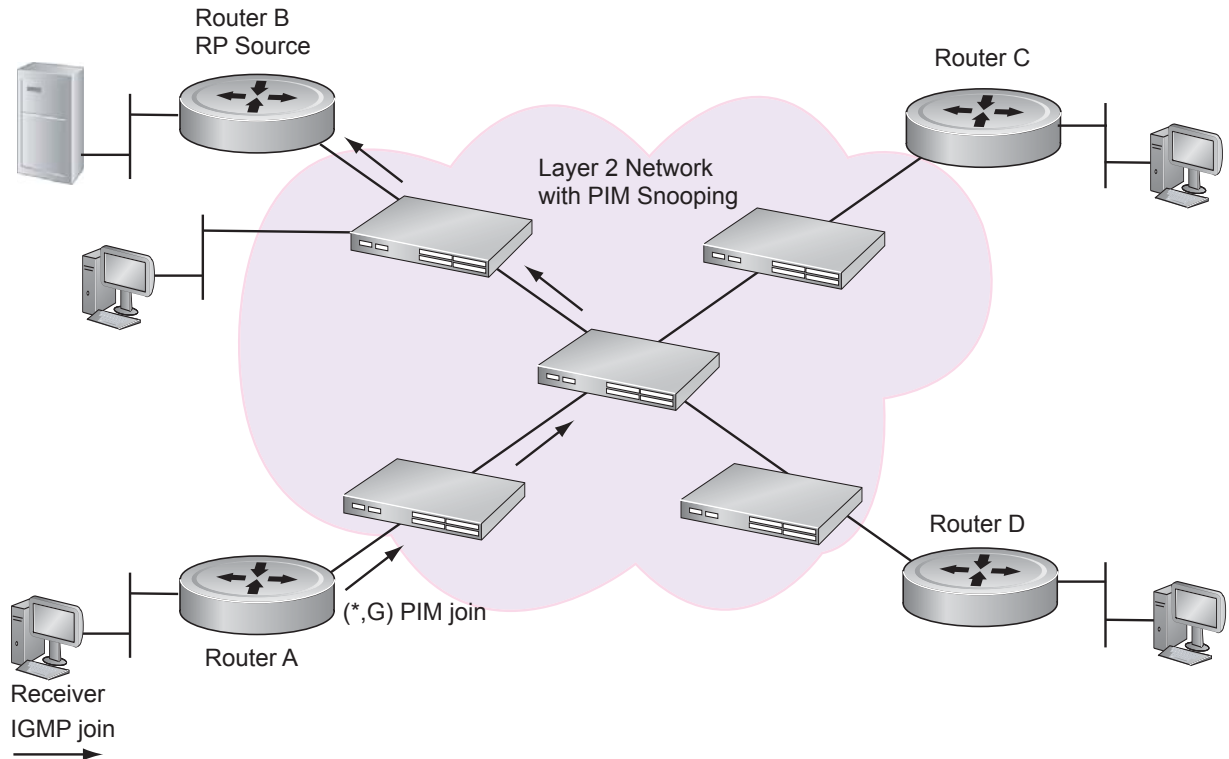 Router B
RP Source
Router C
Layer 2 Network
with PIM Snooping
Router D
(*,G) PIM join
Router A
Receiver
IGMP join